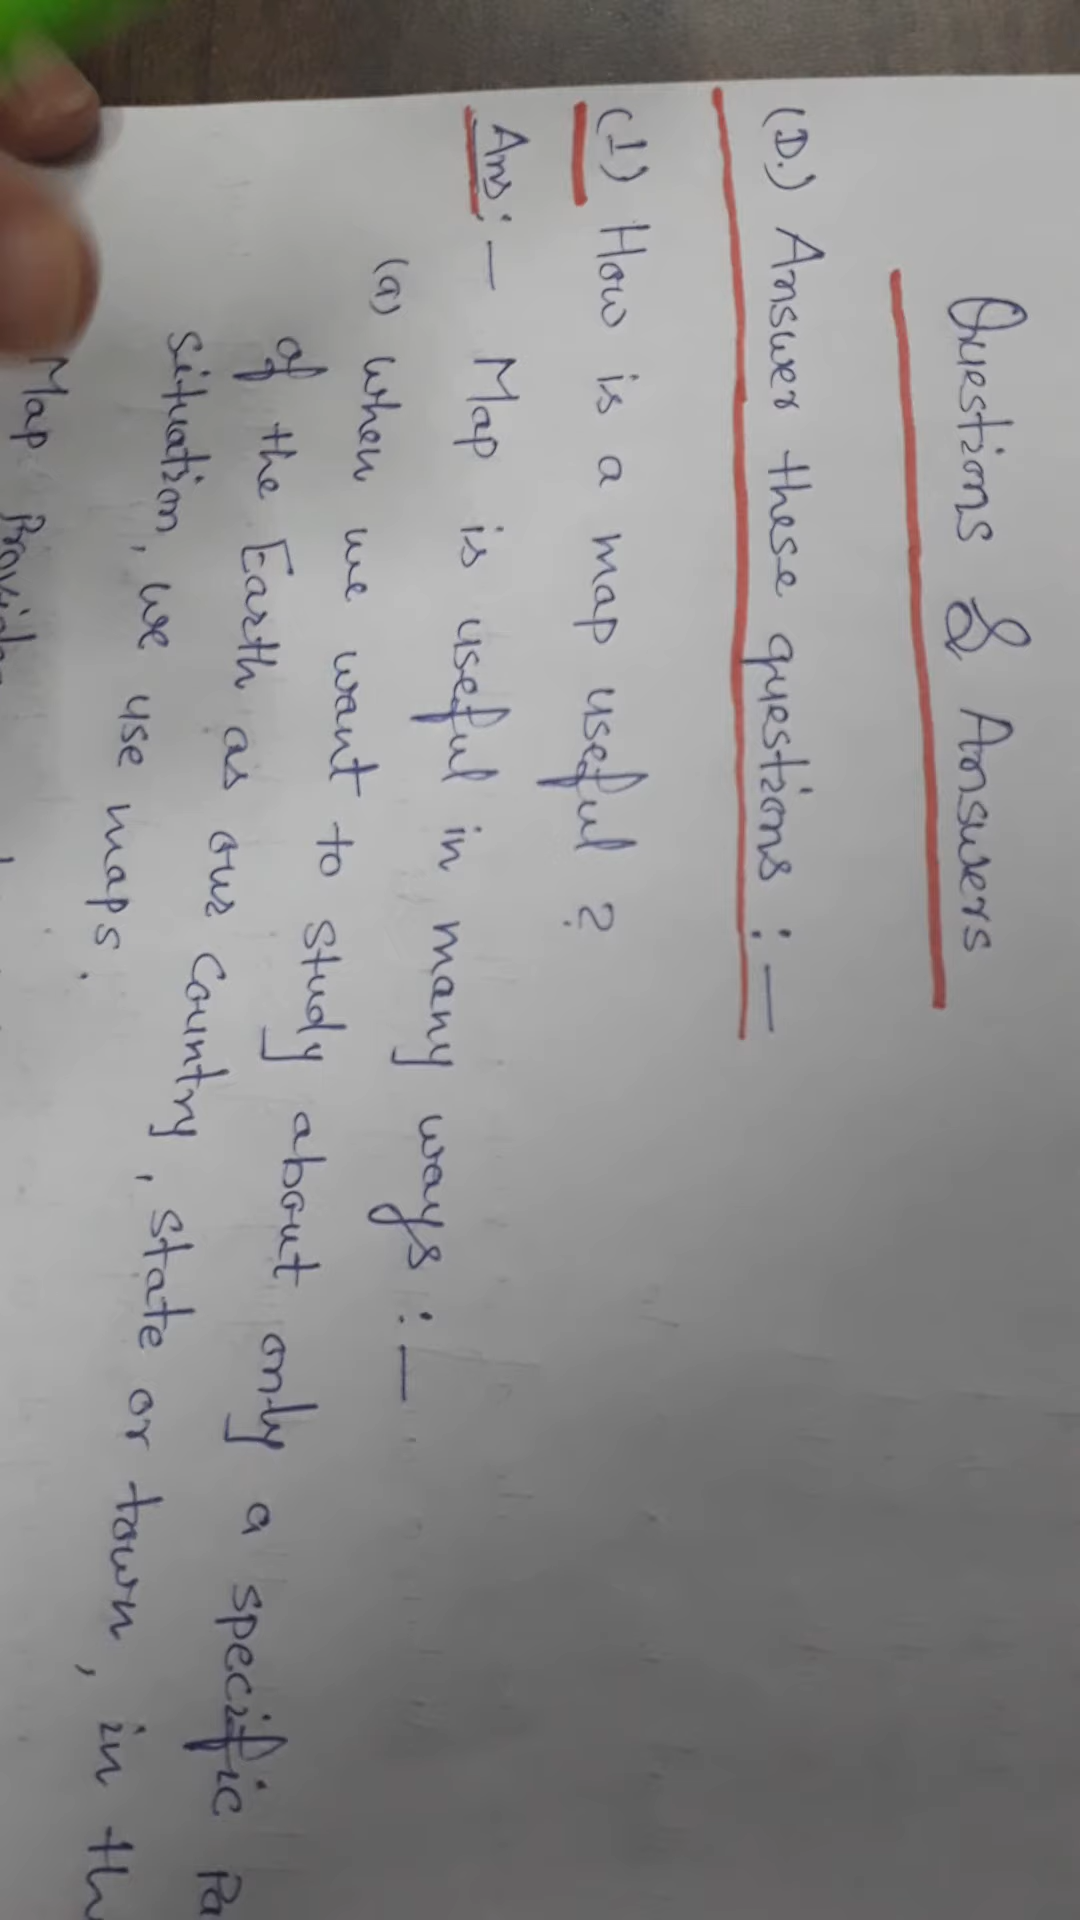 Questions & Answers
(D.) Answer these questions :—
(1) How is a map useful ?
Ans:— Map is useful in many ways :—
(a) when we want to study about only a specific Pa
of the Earth as our Country, state or town, in th
situation, we use maps.
Map